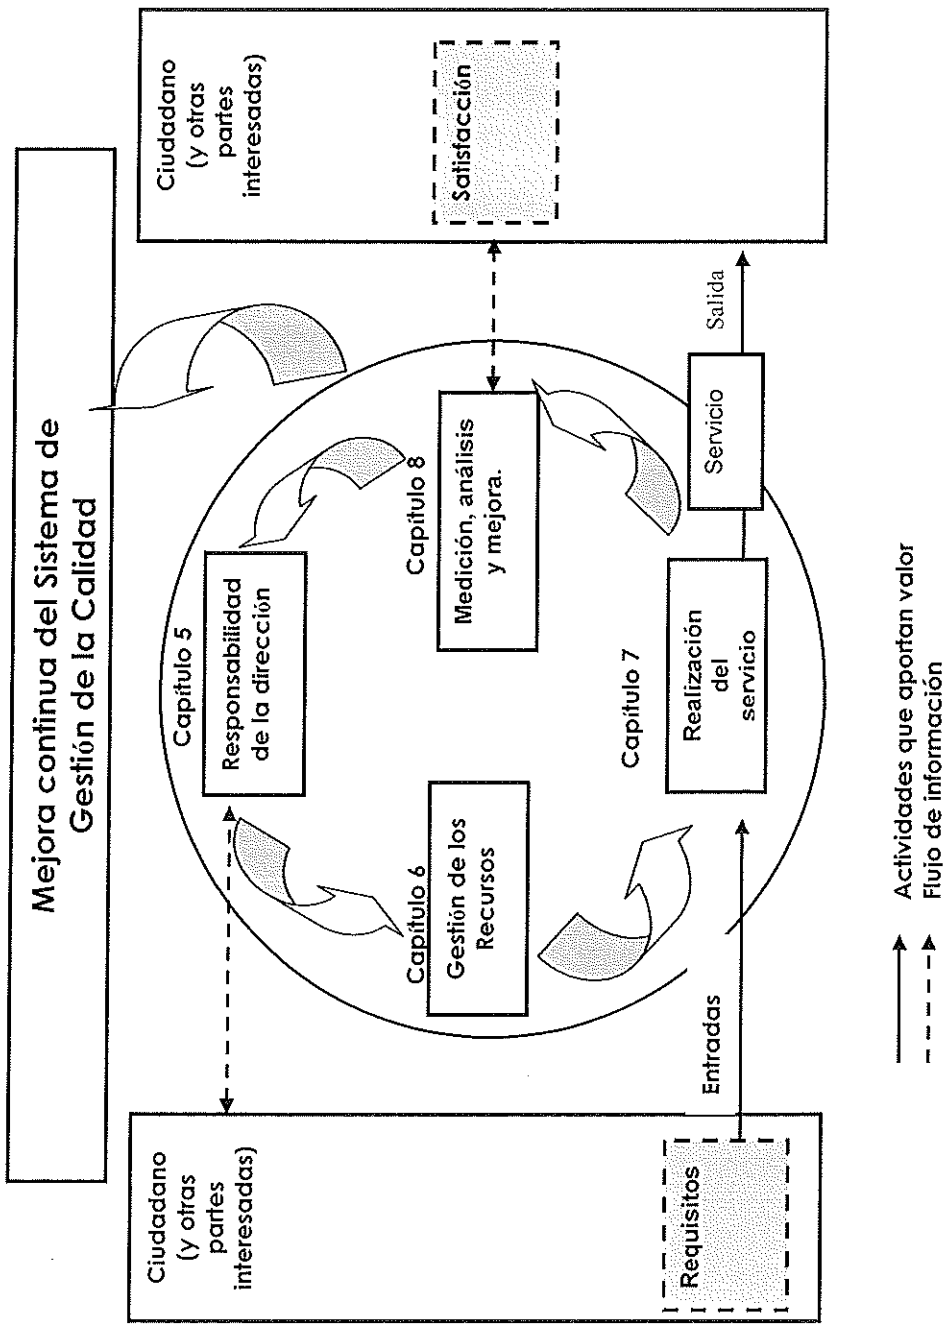 Mejora continua del Sistema de
Gestión de la Calidad
Ciudadano
(y otras
partes
interesadas)
Requisitos
Entradas
Capítulo 5
Responsabilidad
de la dirección
Capítulo 6
Gestión de los
Recursos
Capítulo 8
Medición, análisis
y mejora.
Capítulo 7
Realización
del
servicio
Servicio
Salida
Ciudadano
(y otras
partes
interesadas)
Satisfacción
Actividades que aportan valor
Flujo de información